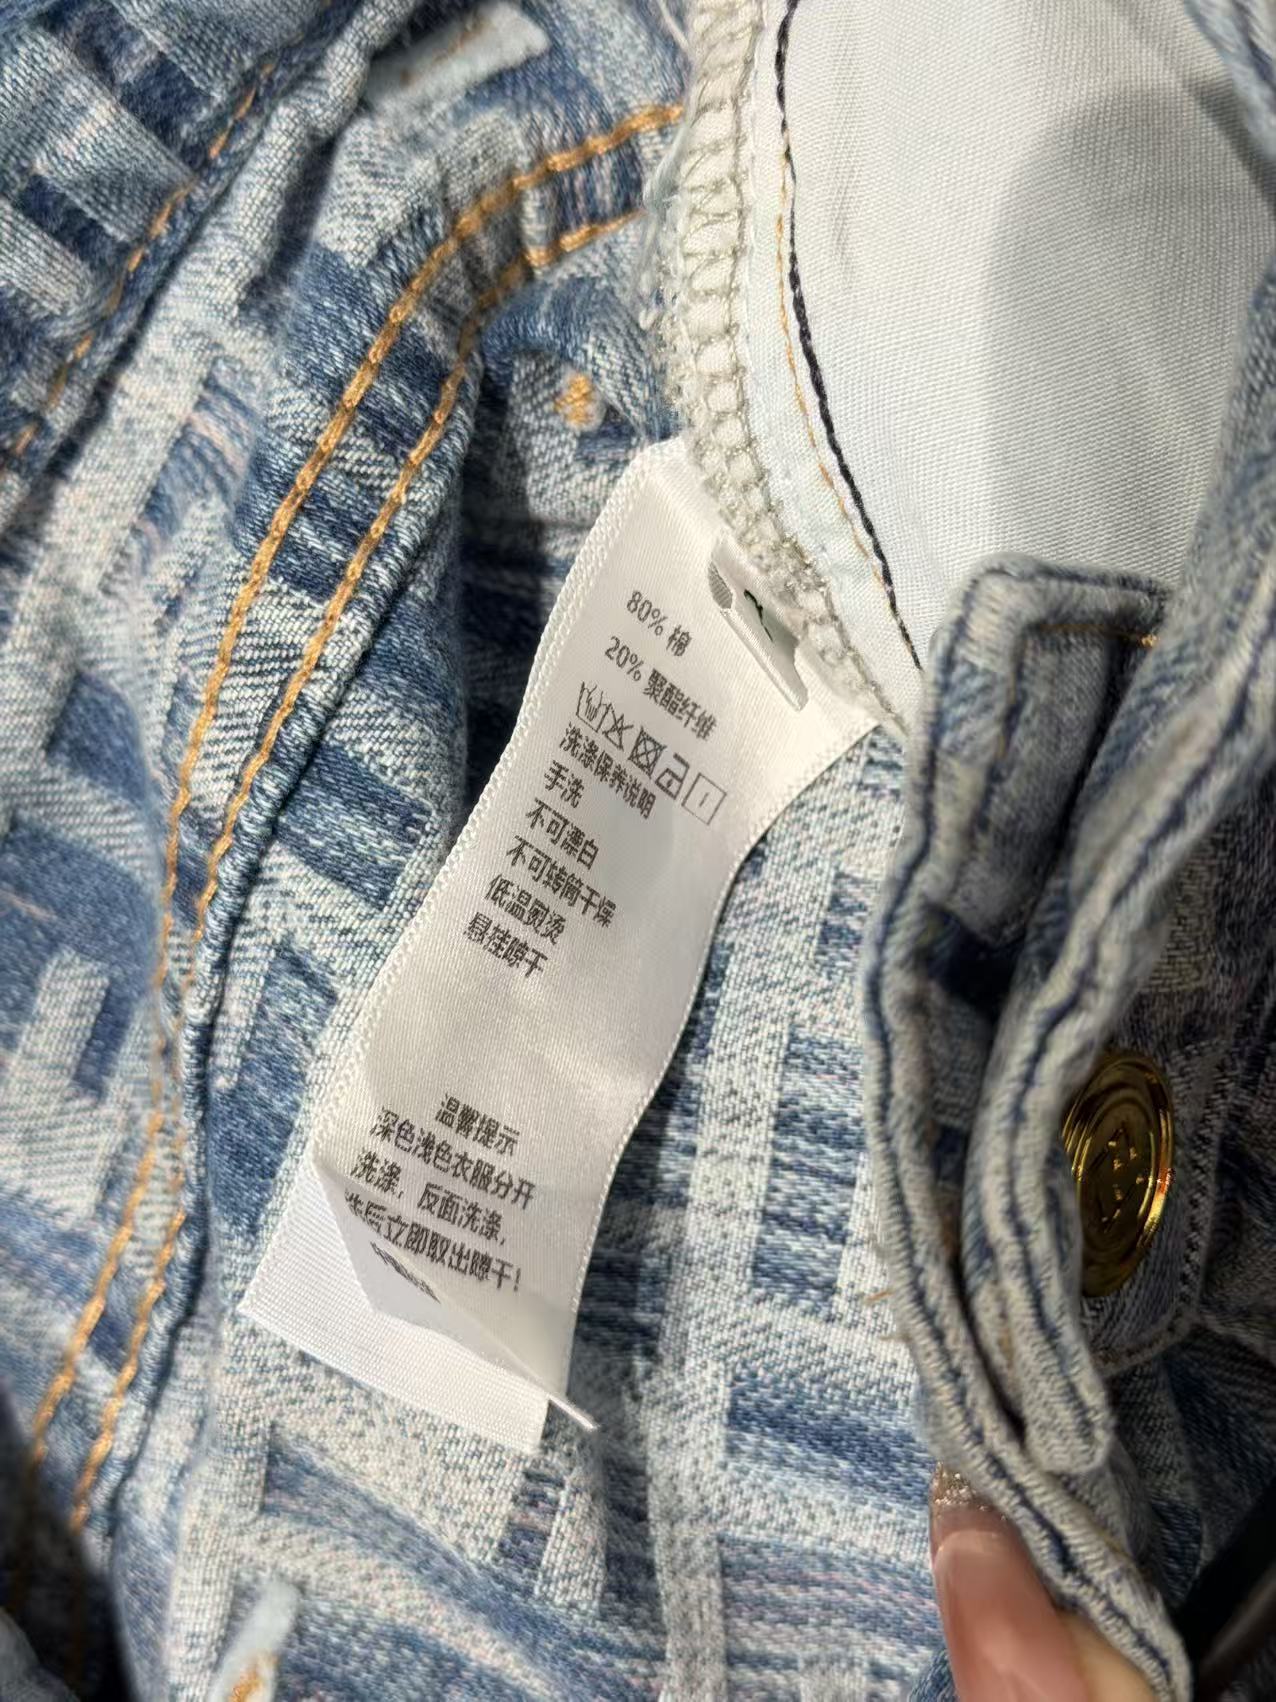 80% 棉
20% 聚酯纤维
洗涤保养说明
手洗
不可漂白
不可转筒干燥
低温熨烫
悬挂晾干
温馨提示
深色浅色衣服分开
洗涤，反面洗涤，
洗后立即取出晾干！